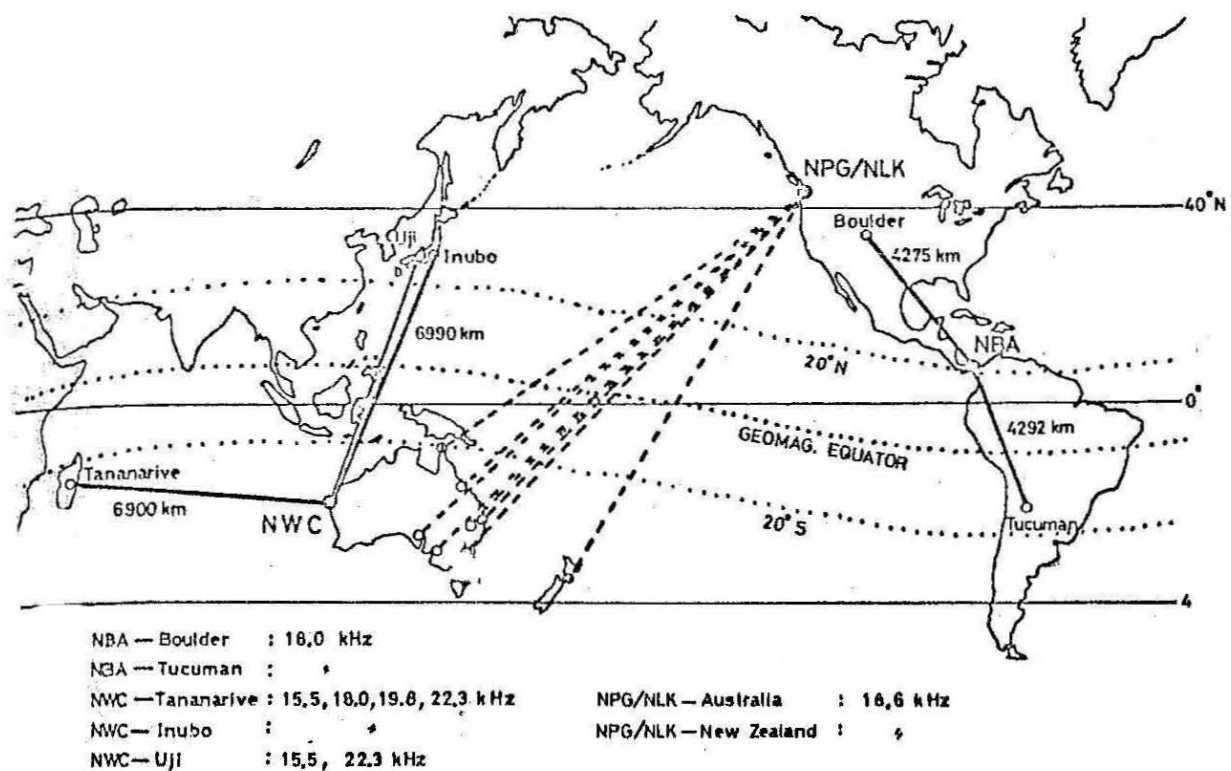 NPG/NLK
40°N
Uji
Boulder
Inubo
4275 km
6990 km
NBA
20°N
0°
GEOMAG. EQUATOR
4292 km
Tananarive
6900 km
NWC
20°S
Tucuman
4
NBA — Boulder : 18,0 kHz
NBA — Tucuman : "
NWC — Tananarive : 15.5, 18.0, 19.8, 22.3 kHz
NPG/NLK — Australia : 18,6 kHz
NWC — Inubo : "
NPG/NLK — New Zealand : "
NWC — Uji : 15.5, 22.3 kHz